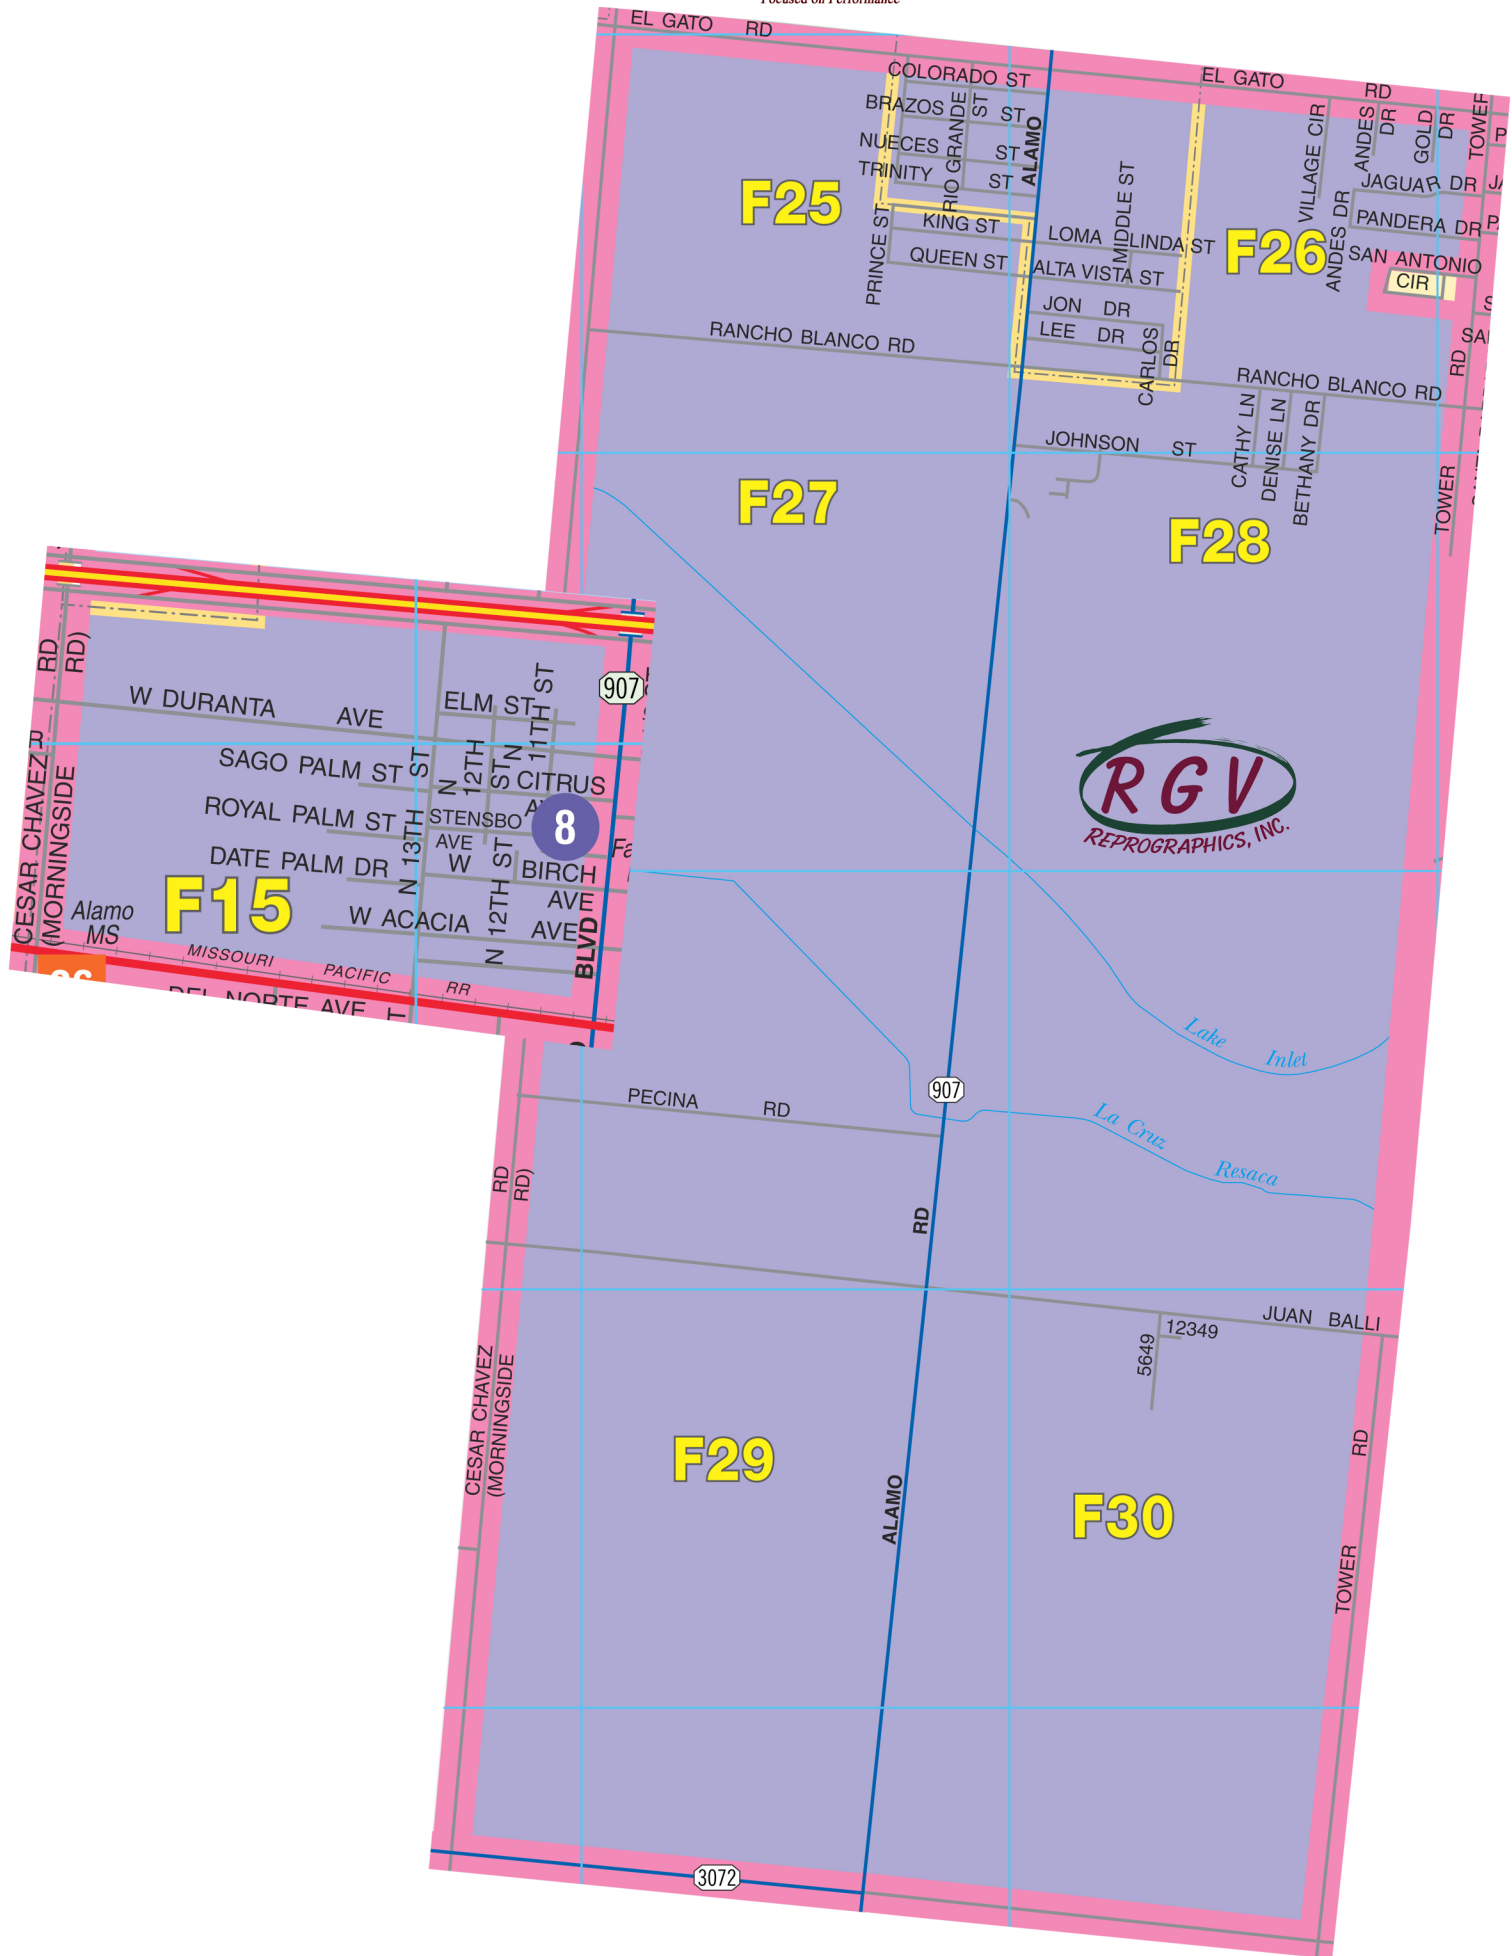 Focused on Performance
EL GATO RD
EL GATO RD
COLORADO ST
BRAZOS ST
NUECES ST
TRINITY ST
RIO GRANDE ST
ALAMO
KING ST
QUEEN ST
PRINCE ST
LOMA LINDA ST
MIDDLE ST
ALTA VISTA ST
JON DR
LEE DR
CARLOS DR
VILLAGE CIR
ANDES DR
GOLD DR
TOWER
JAGUAR DR
PANDERA DR
ANDES DR
SAN ANTONIO
CIR
F25
F26
RANCHO BLANCO RD
RANCHO BLANCO RD
RD
JOHNSON ST
CATHY LN
DENISE LN
BETHANY DR
TOWER
F27
F28
RD
RD)
W DURANTA AVE
ELM ST
N 11TH ST
907
SAGO PALM ST
N 12TH ST
CITRUS
ROYAL PALM ST
N 13TH ST
STENSBO
AVE
8
DATE PALM DR
W BIRCH
AVE
N 12TH ST
W ACACIA AVE
BLVD
CESAR CHAVEZ
(MORNINGSIDE
F15
Alamo
MS
MISSOURI PACIFIC RR
DEL NORTE AVE
RGV
REPROGRAPHICS, INC.
Lake Inlet
907
La Cruz Resaca
PECINA RD
RD
RD)
RD
JUAN BALLI
12349
5649
CESAR CHAVEZ
(MORNINGSIDE
F29
ALAMO
F30
RD
TOWER
3072